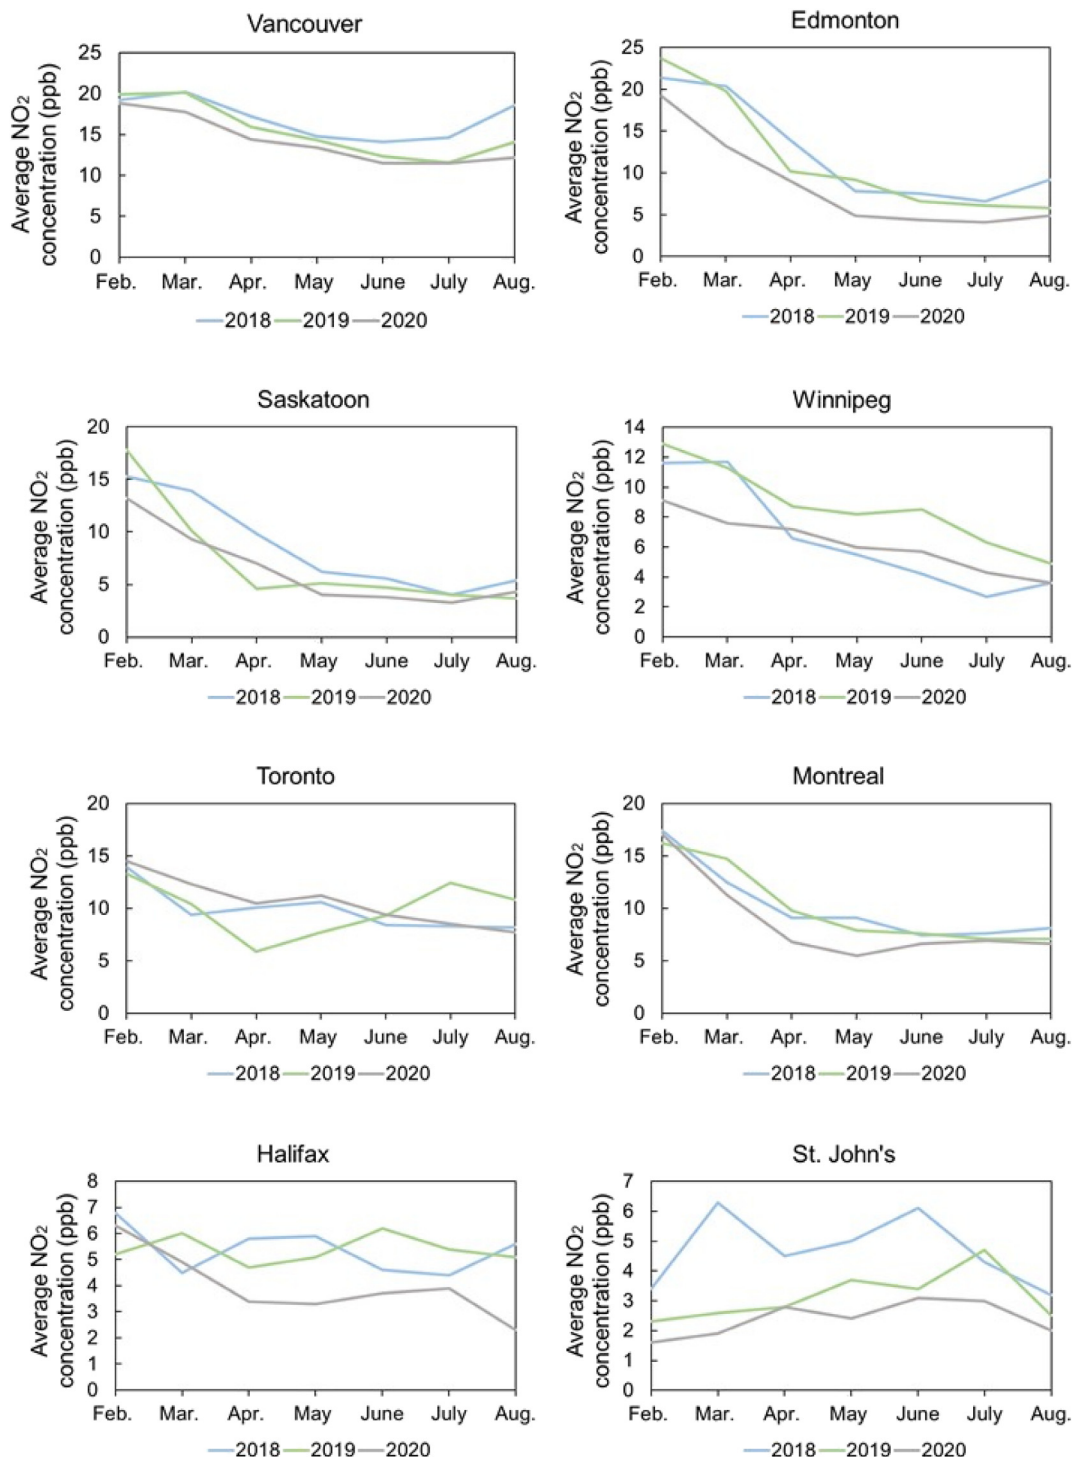 Vancouver
Average NO₂
concentration (ppb)
25
20
15
10
5
0
Feb. Mar. Apr. May June July Aug.
2018 2019 2020
Edmonton
Average NO₂
concentration (ppb)
25
20
15
10
5
0
Feb. Mar. Apr. May June July Aug.
2018 2019 2020
Saskatoon
Average NO₂
concentration (ppb)
20
15
10
5
0
Feb. Mar. Apr. May June July Aug.
2018 2019 2020
Winnipeg
Average NO₂
concentration (ppb)
14
12
10
8
6
4
2
0
Feb. Mar. Apr. May June July Aug.
2018 2019 2020
Toronto
Average NO₂
concentration (ppb)
20
15
10
5
0
Feb. Mar. Apr. May June July Aug.
2018 2019 2020
Montreal
Average NO₂
concentration (ppb)
20
15
10
5
0
Feb. Mar. Apr. May June July Aug.
2018 2019 2020
Halifax
Average NO₂
concentration (ppb)
8
7
6
5
4
3
2
1
0
Feb. Mar. Apr. May June July Aug.
2018 2019 2020
St. John's
Average NO₂
concentration (ppb)
7
6
5
4
3
2
1
0
Feb. Mar. Apr. May June July Aug.
2018 2019 2020